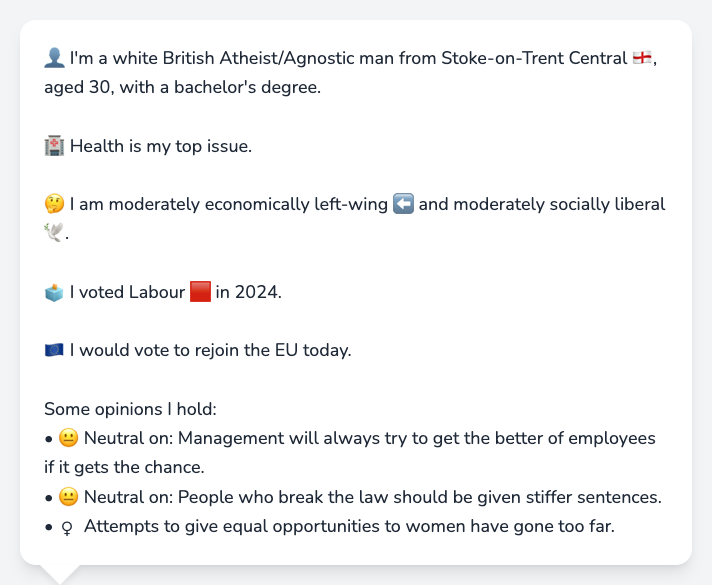 👤 I'm a white British Atheist/Agnostic man from Stoke-on-Trent Central 🏴󠁧󠁢󠁥󠁮󠁧󠁿,
aged 30, with a bachelor's degree.
🏥 Health is my top issue.
🤔 I am moderately economically left-wing ⬅️ and moderately socially liberal
🕊️.
🗳️ I voted Labour 🟥 in 2024.
🇪🇺 I would vote to rejoin the EU today.
Some opinions I hold:
• 😐 Neutral on: Management will always try to get the better of employees
if it gets the chance.
• 😐 Neutral on: People who break the law should be given stiffer sentences.
• ♀ Attempts to give equal opportunities to women have gone too far.